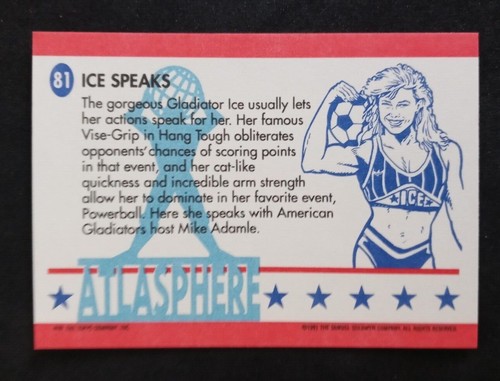 81 ICE SPEAKS
The gorgeous Gladiator Ice usually lets
her actions speak for her. Her famous
Vise-Grip in Hang Tough obliterates
opponents' chances of scoring points
in that event, and her cat-like
quickness and incredible arm strength
allow her to dominate in her favorite event,
Powerball. Here she speaks with American
Gladiators host Mike Adamle.
ICE
ATLASPHERE